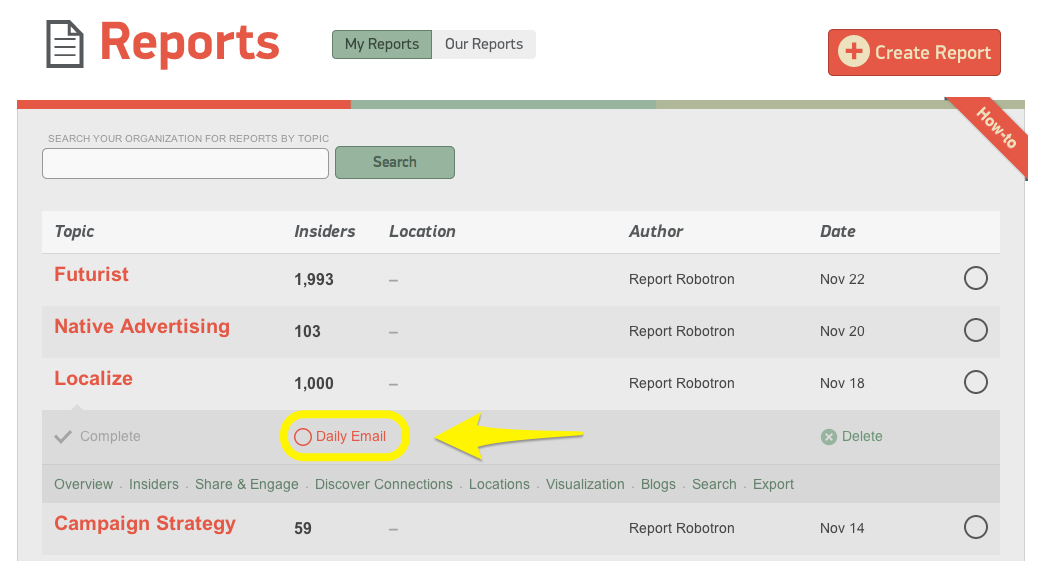 Reports
My Reports Our Reports
Create Report
How-to
SEARCH YOUR ORGANIZATION FOR REPORTS BY TOPIC
Search
Topic Insiders Location Author Date
Futurist 1,993 – Report Robotron Nov 22
Native Advertising 103 – Report Robotron Nov 20
Localize 1,000 – Report Robotron Nov 18
Complete Daily Email Delete
Overview . Insiders . Share & Engage . Discover Connections . Locations . Visualization . Blogs . Search . Export
Campaign Strategy 59 – Report Robotron Nov 14